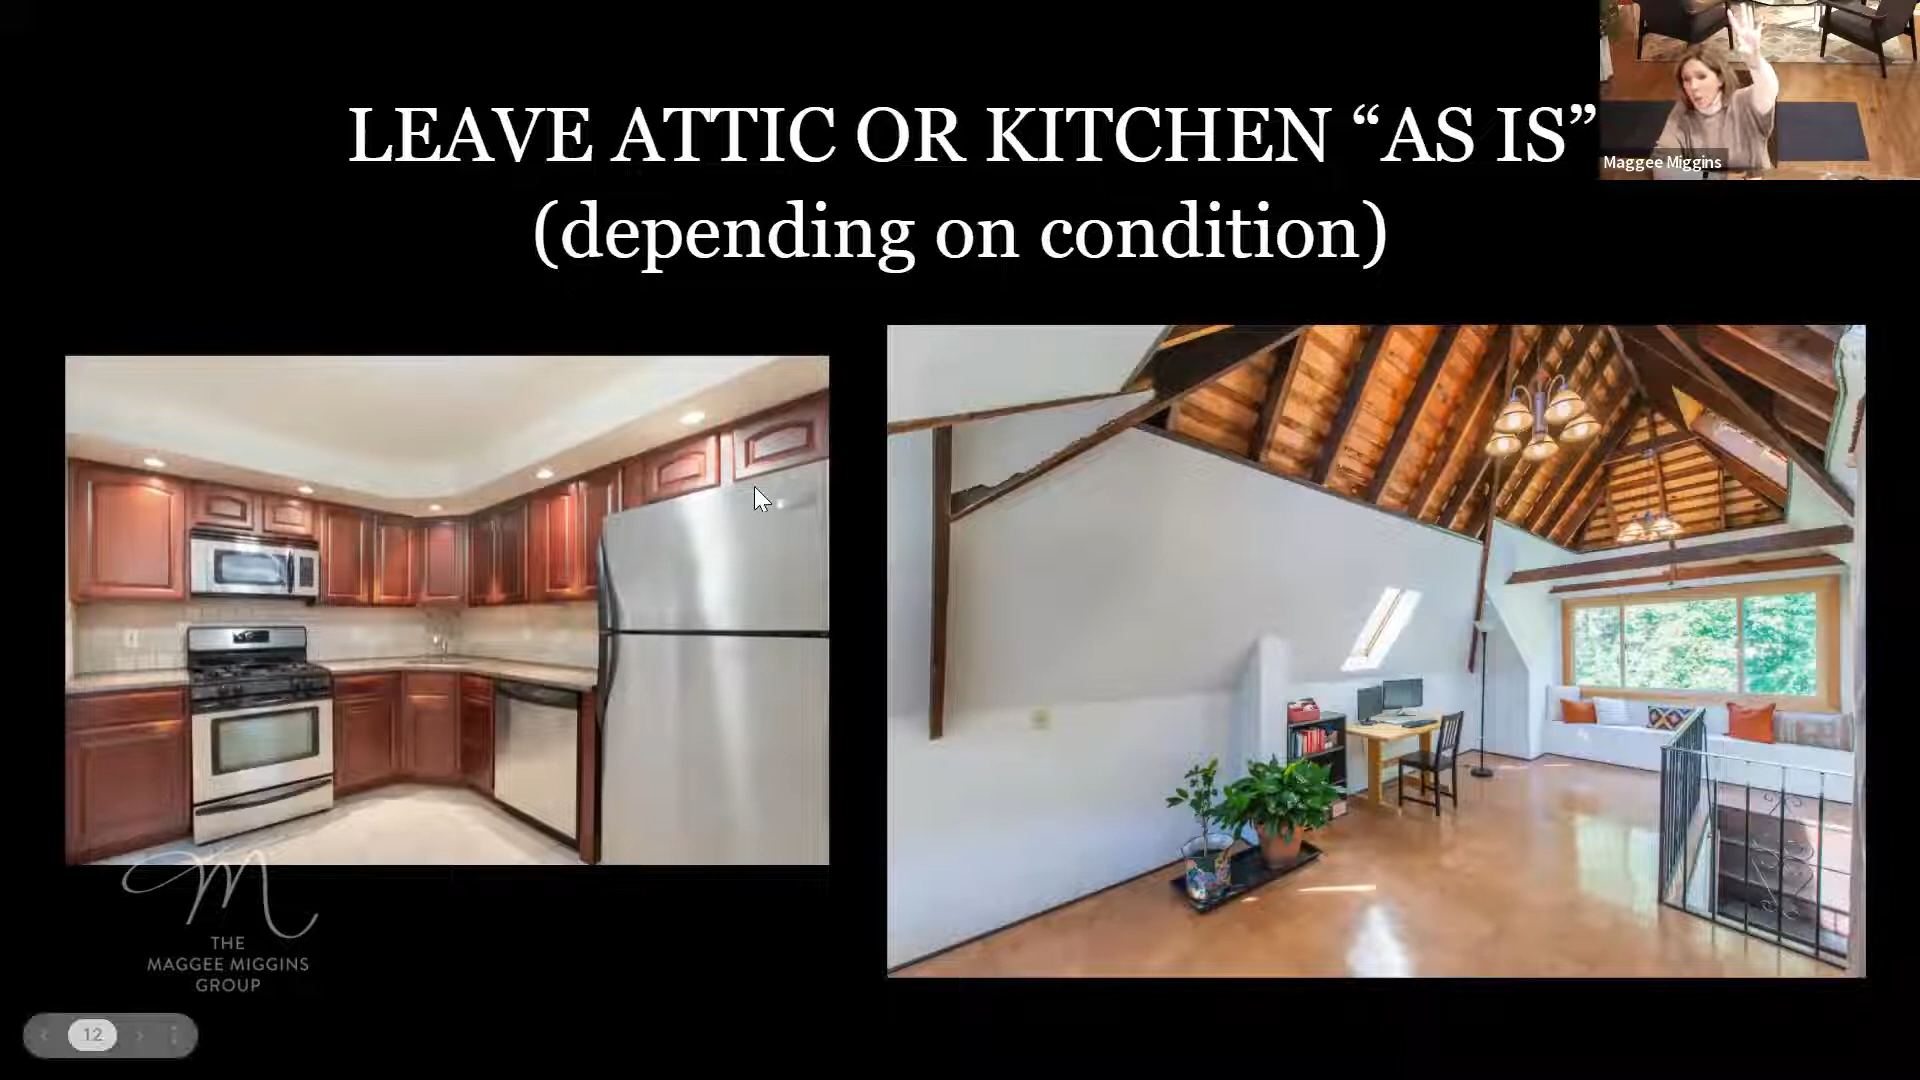 LEAVE ATTIC OR KITCHEN “AS IS”
(depending on condition)
Maggee Miggins
M
THE
MAGGEE MIGGINS
GROUP
12